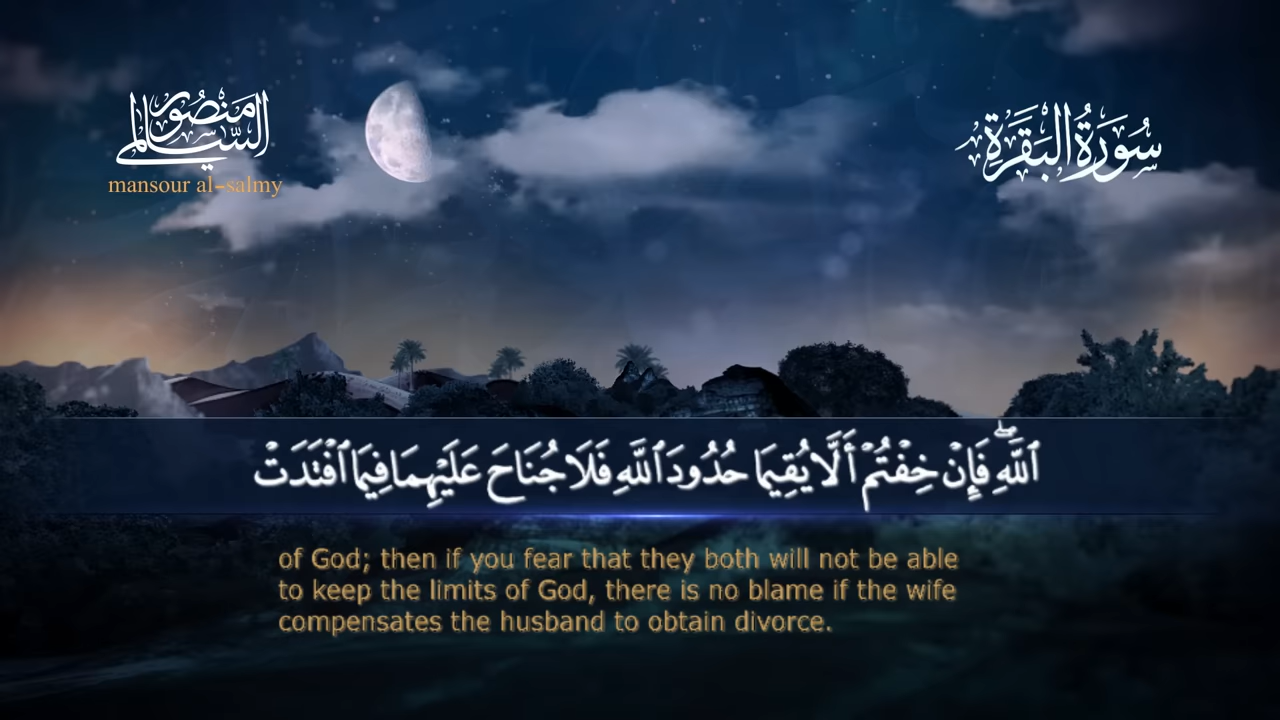 منصور السالمي
mansour al-salmy
سُورَةُ البَقَرَةِ
ٱللَّهِۖ فَإِنْ خِفْتُمْ أَلَّا يُقِيمَا حُدُودَ ٱللَّهِ فَلَا جُنَاحَ عَلَيْهِمَا فِيمَا ٱفْتَدَتْ
of God; then if you fear that they both will not be able
to keep the limits of God, there is no blame if the wife
compensates the husband to obtain divorce.